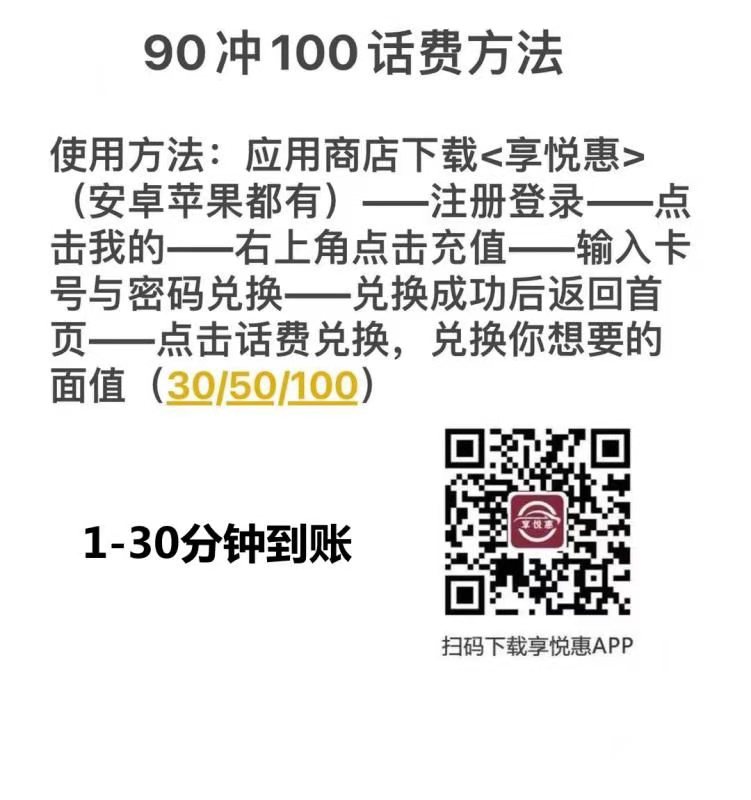 90冲100话费方法
使用方法：应用商店下载<享悦惠>
（安卓苹果都有）——注册登录——点
击我的——右上角点击充值——输入卡
号与密码兑换——兑换成功后返回首
页——点击话费兑换，兑换你想要的
面值（30/50/100）
1-30分钟到账
享悦惠
扫码下载享悦惠APP